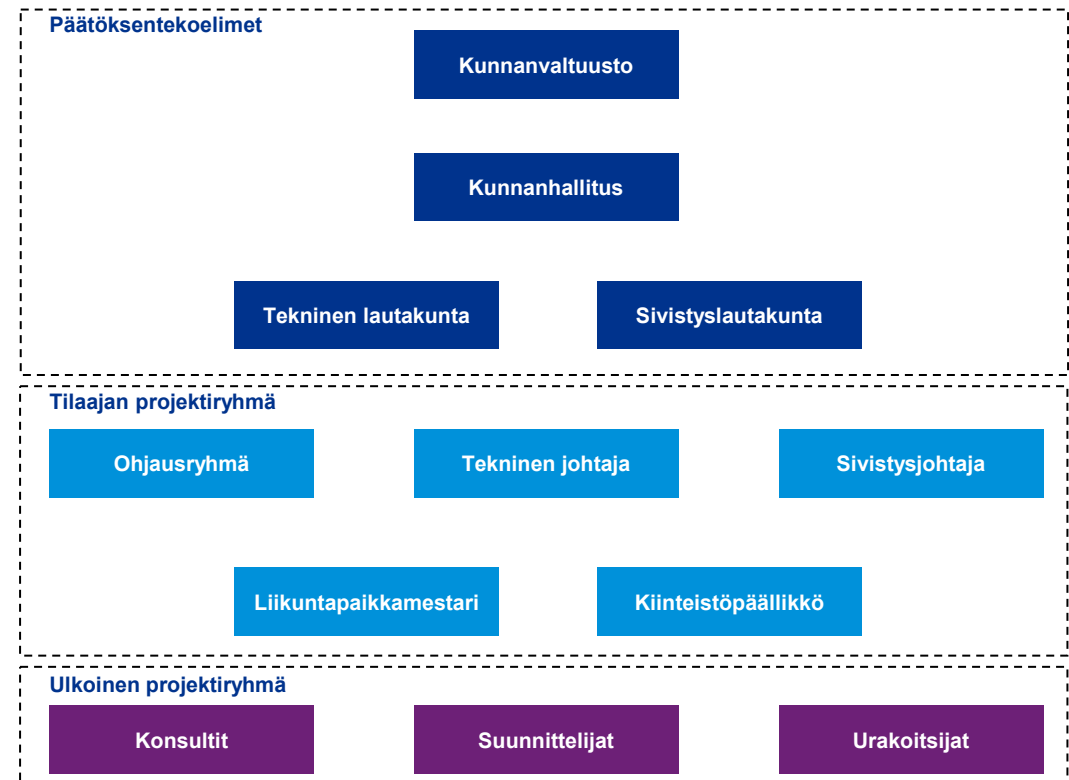 Päätöksentekoelimet
Kunnanvaltuusto
Kunnanhallitus
Tekninen lautakunta
Sivistyslautakunta
Tilaajan projektiryhmä
Ohjausryhmä
Tekninen johtaja
Sivistysjohtaja
Liikuntapaikkamestari
Kiinteistöpäällikkö
Ulkoinen projektiryhmä
Konsultit
Suunnittelijat
Urakoitsijat